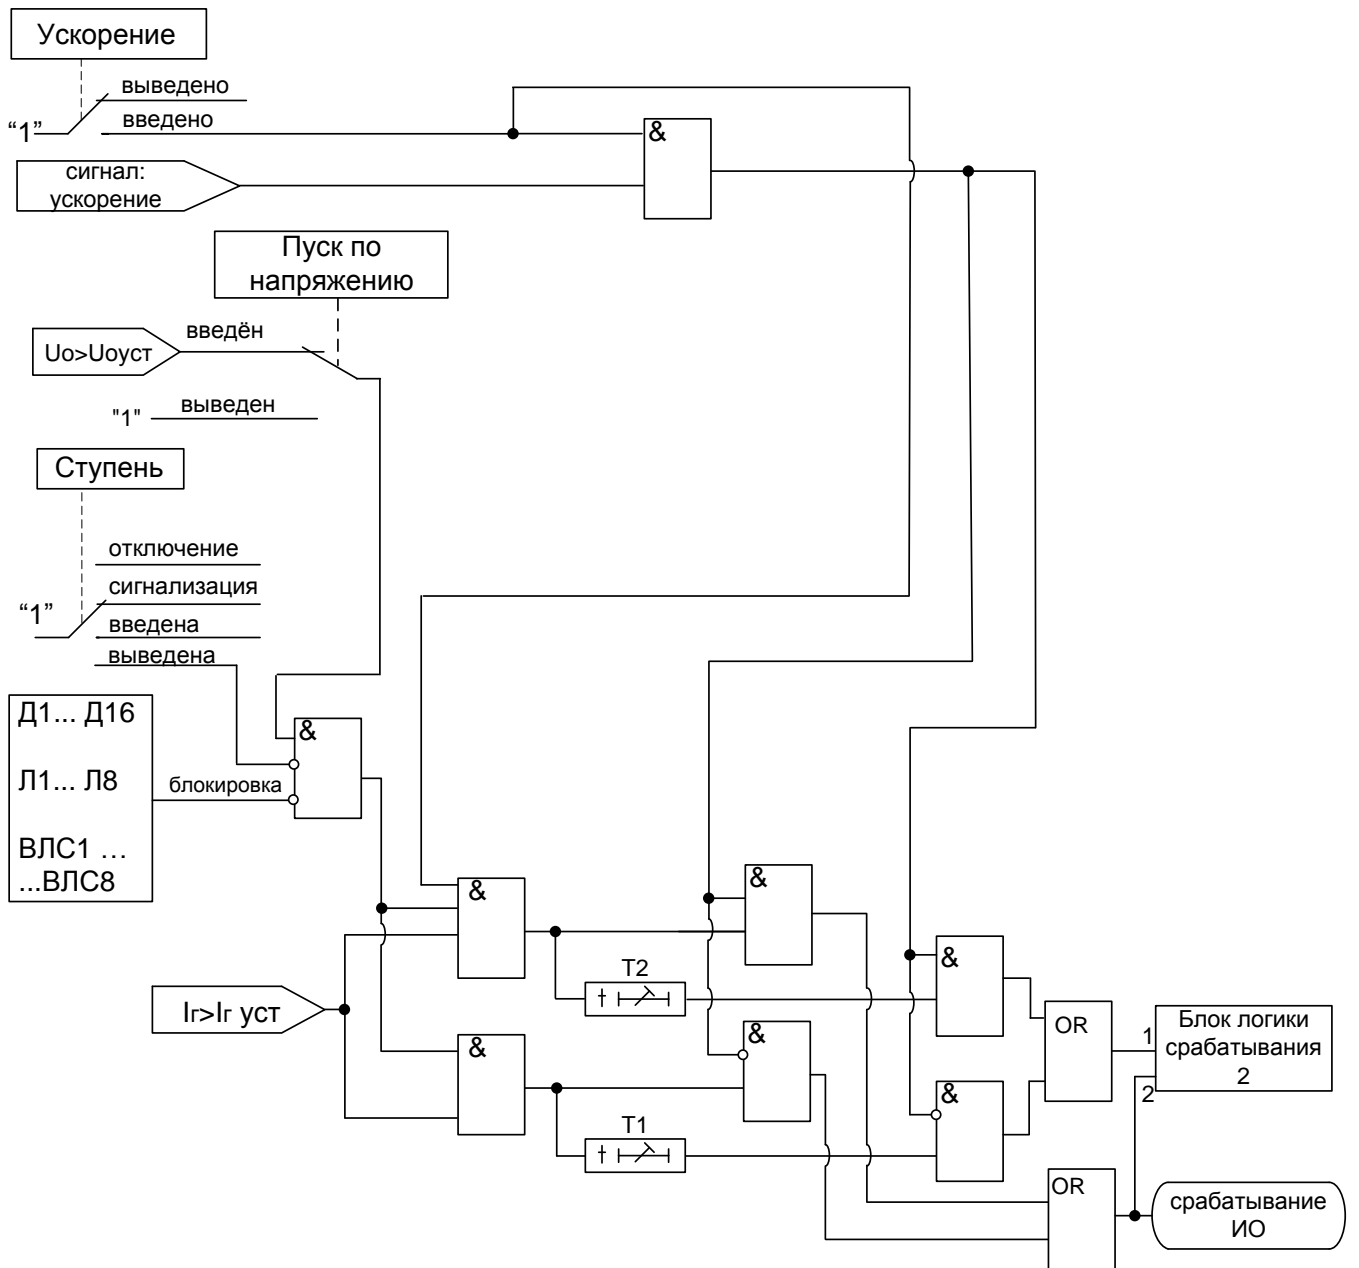 Ускорение
выведено
“1”
введено
&
сигнал:
ускорение
Пуск по
напряжению
введён
Uo>Uoуст
выведен
"1"
Ступень
отключение
сигнализация
“1”
введена
выведена
Д1... Д16
&
Л1... Л8
блокировка
ВЛС1 ...
...ВЛС8
&
&
&
T2
Iг>Iг уст
OR
1
Блок логики
срабатывания
2
2
&
&
&
T1
OR
срабатывание
ИО